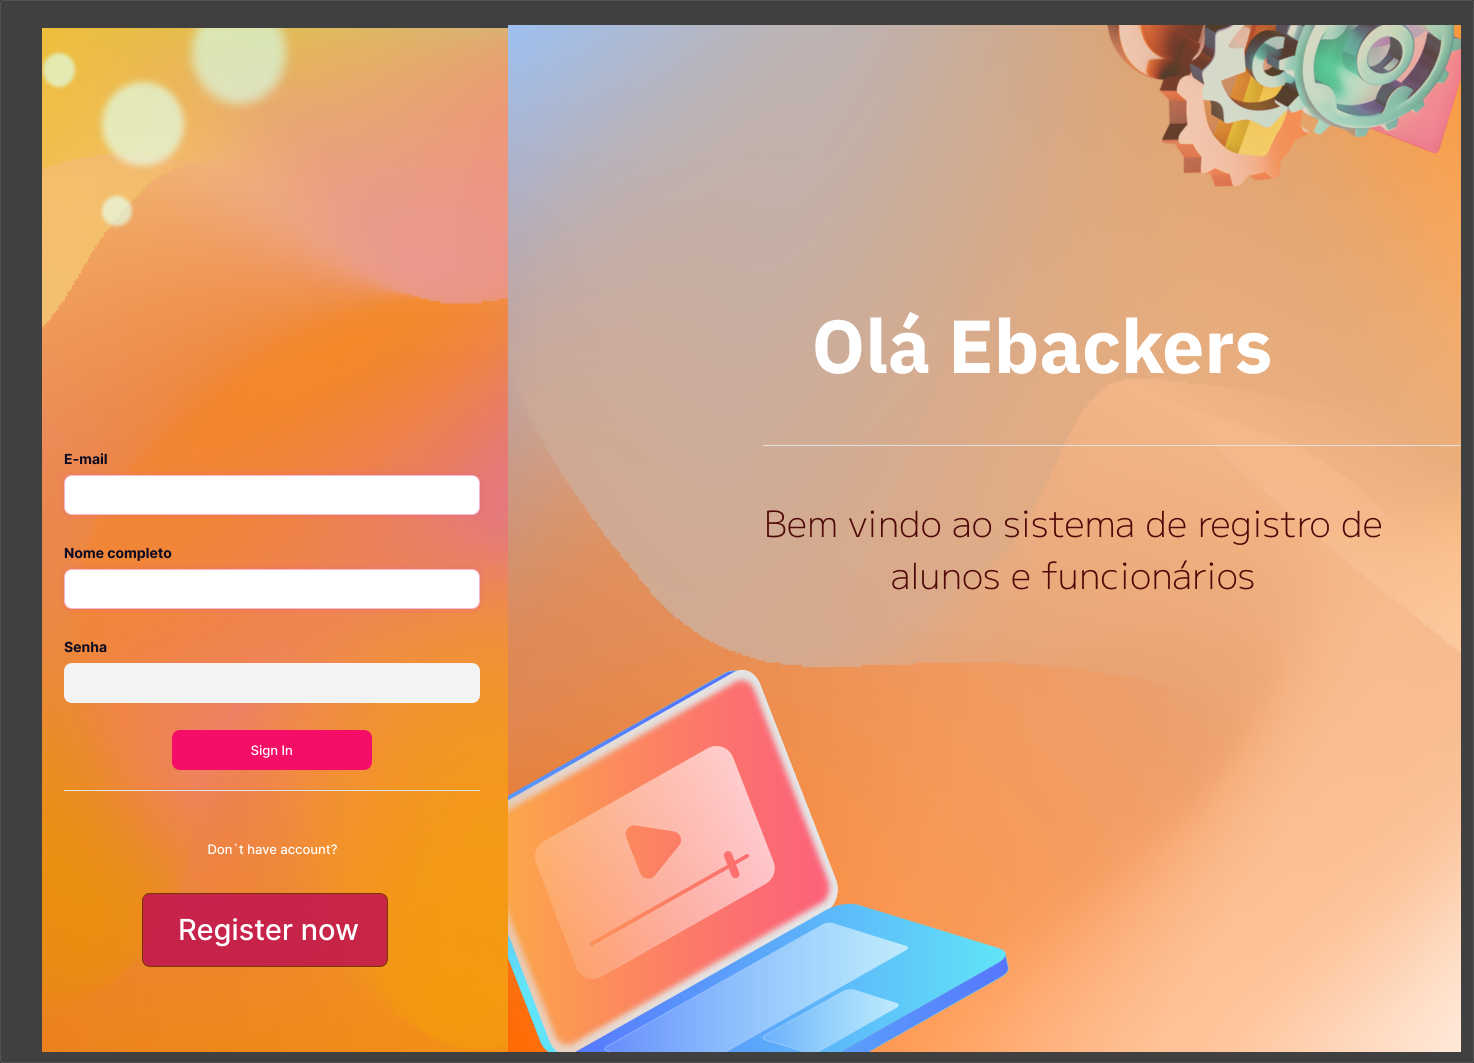 E-mail
Nome completo
Senha
Sign In
Don`t have account?
Register now
Olá Ebackers
Bem vindo ao sistema de registro de
alunos e funcionários